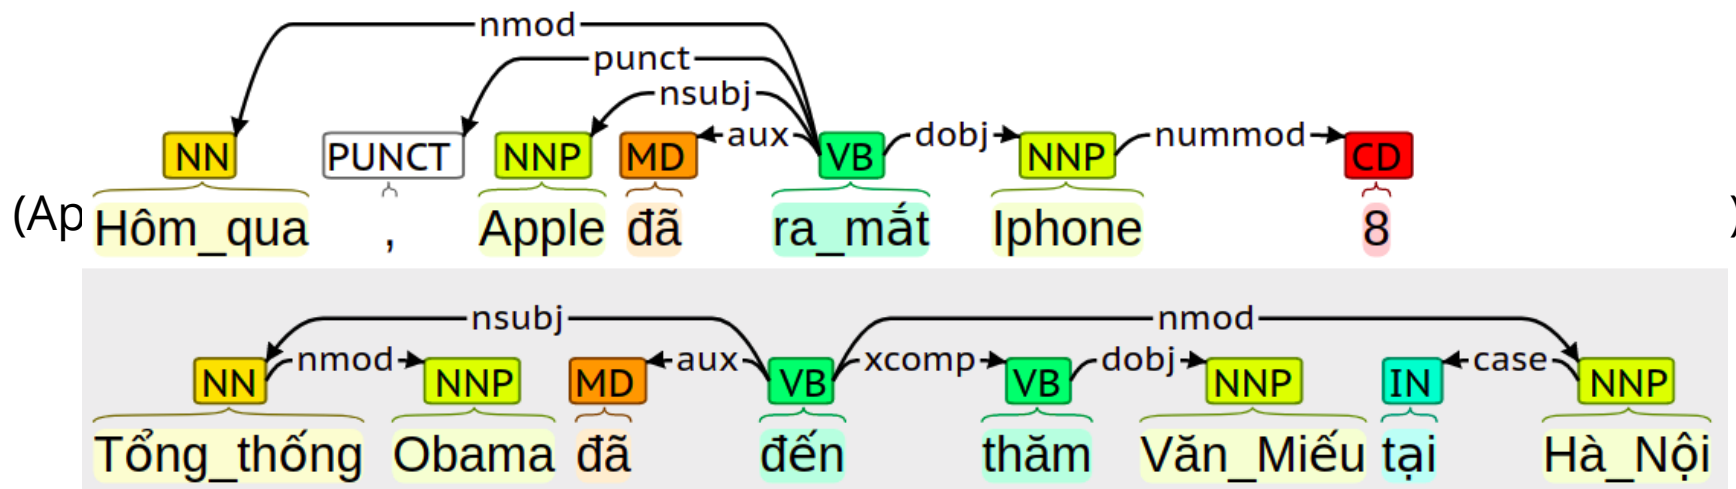 nmod
punct
nsubj
NN PUNCT NNP MD aux VB dobj NNP nummod CD
(Ap Hôm_qua , Apple đã ra_mắt Iphone 8 )
nsubj nmod
NN nmod NNP MD aux VB xcomp VB dobj NNP IN case NNP
Tổng_thống Obama đã đến thăm Văn_Miếu tại Hà_Nội